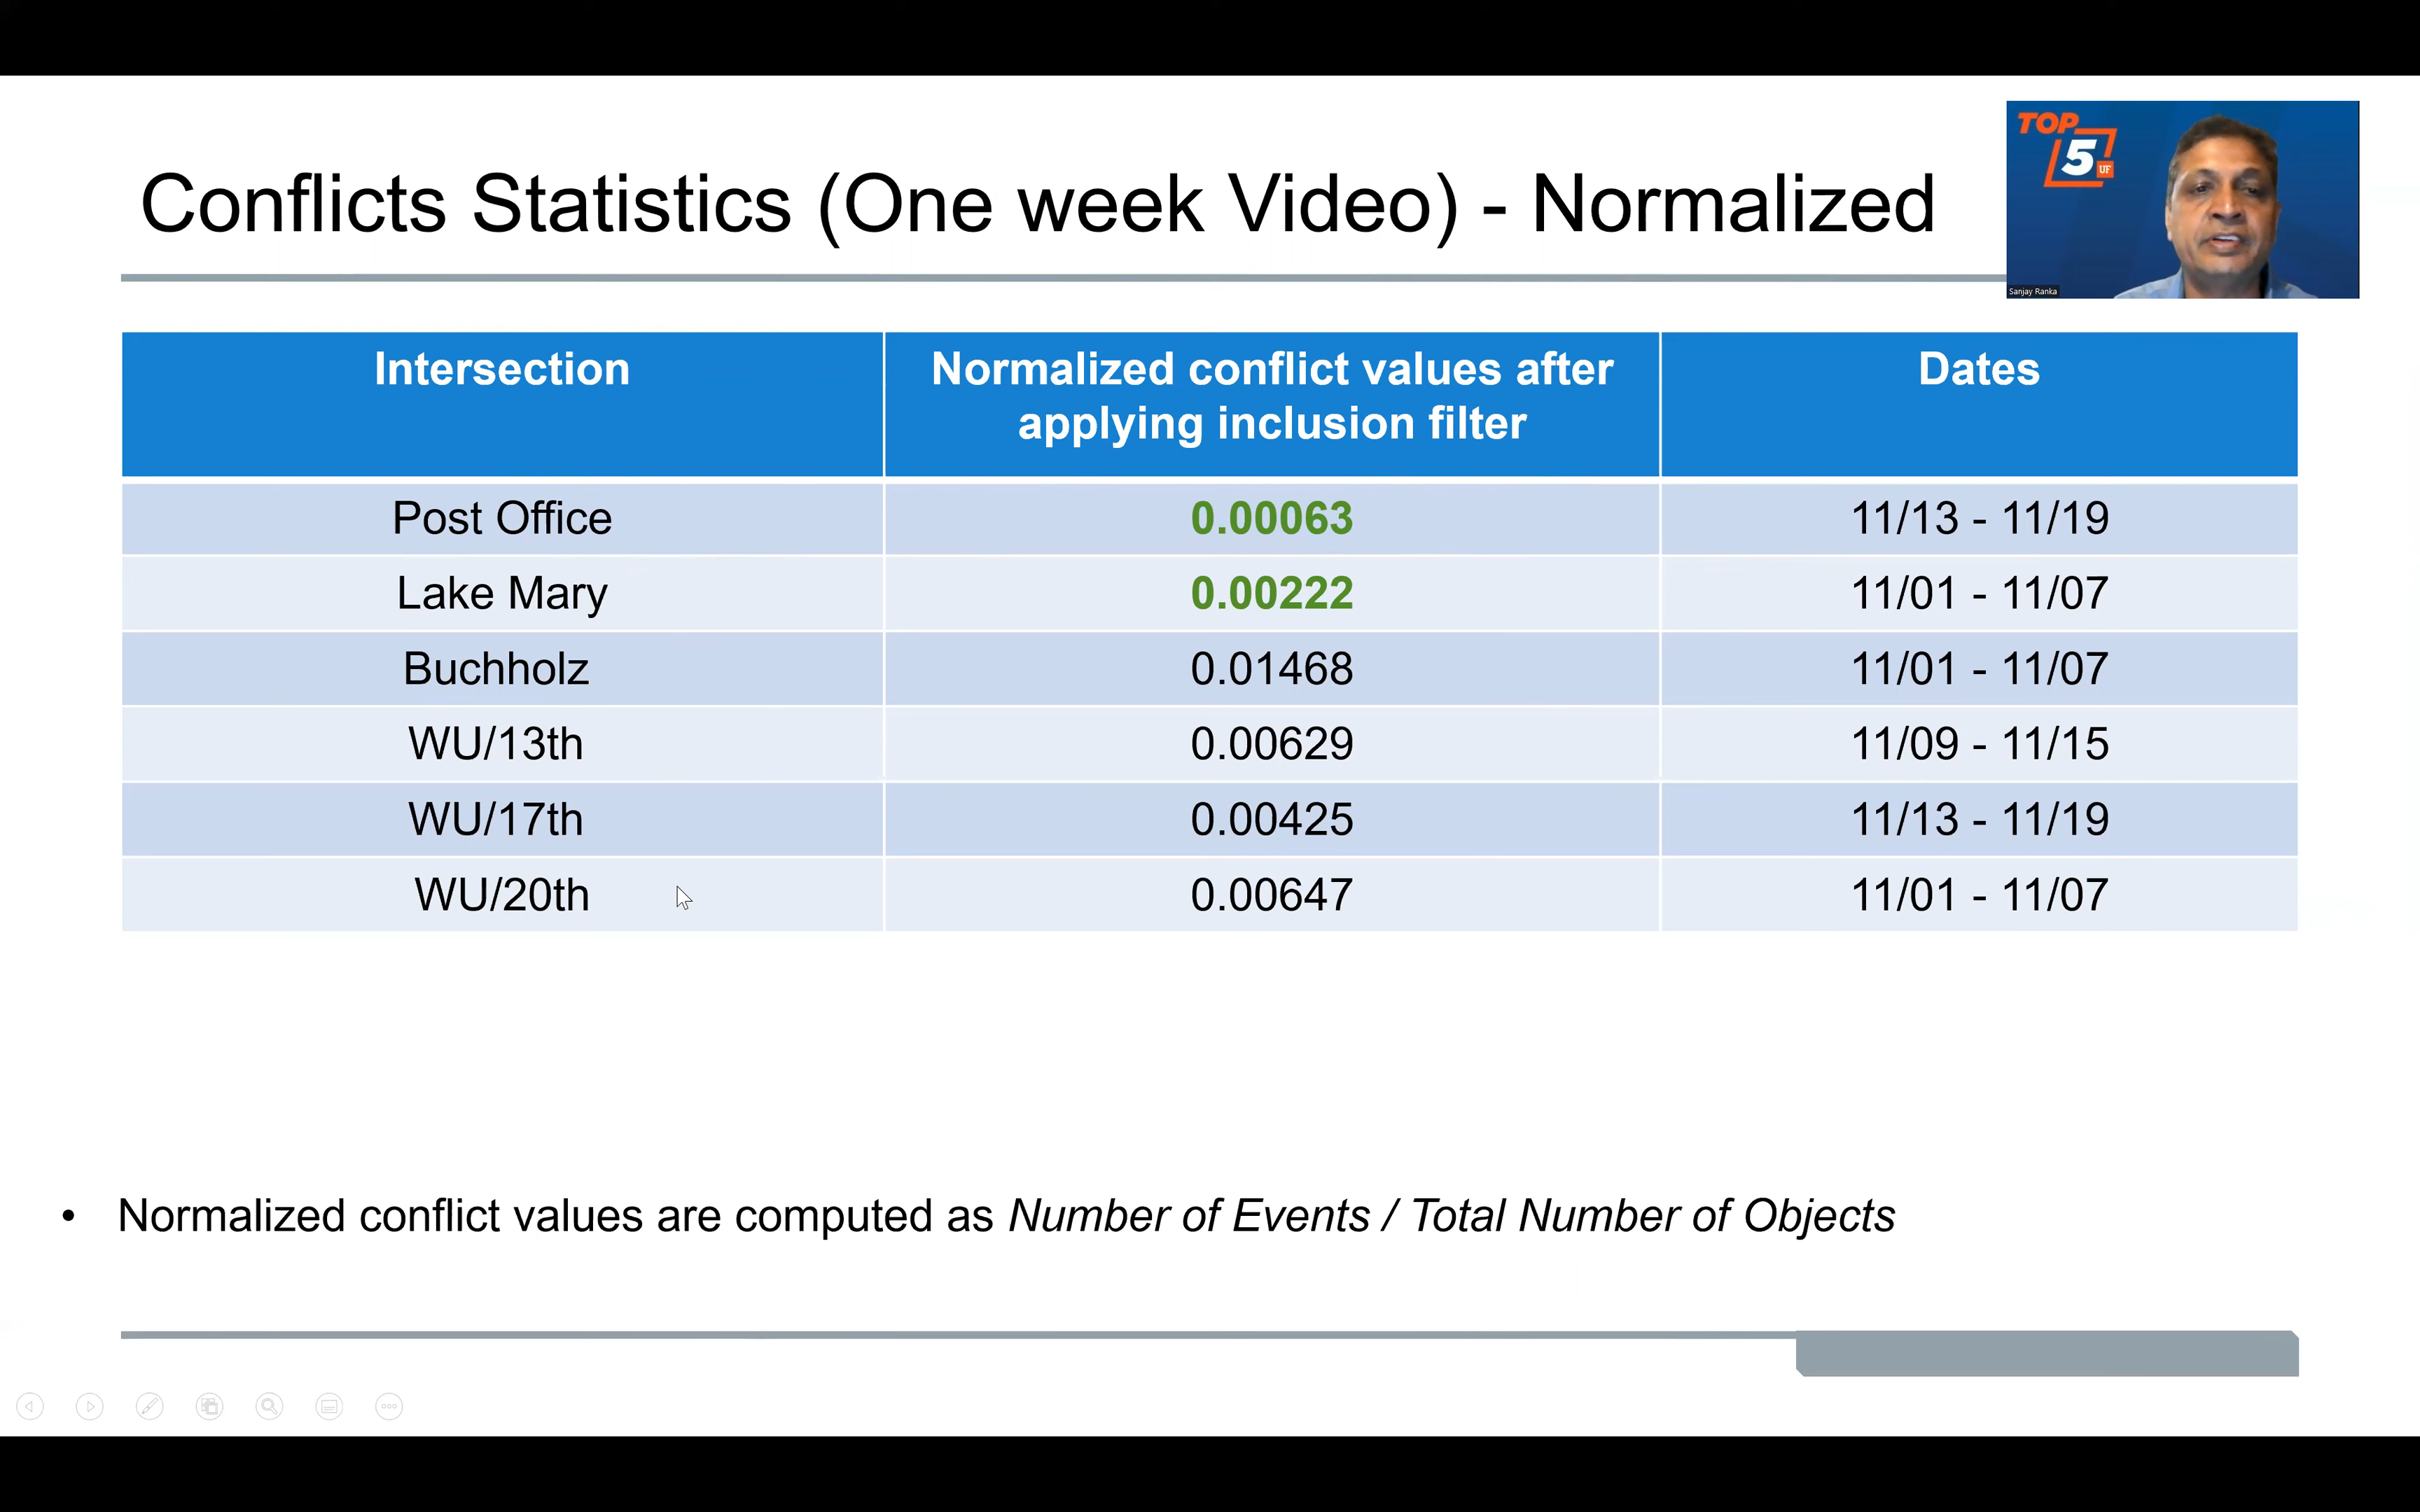 TOP
5
UF
Sanjay Ranka
Conflicts Statistics (One week Video) - Normalized
Intersection
Normalized conflict values after
applying inclusion filter
Dates
Post Office
0.00063
11/13 - 11/19
Lake Mary
0.00222
11/01 - 11/07
Buchholz
0.01468
11/01 - 11/07
WU/13th
0.00629
11/09 - 11/15
WU/17th
0.00425
11/13 - 11/19
WU/20th
0.00647
11/01 - 11/07
• Normalized conflict values are computed as Number of Events / Total Number of Objects